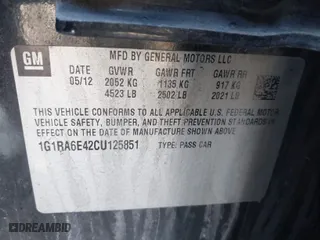 GM
MFD BY GENERAL MOTORS LLC
05/12 GVWR GAWR FRT GAWR RR
2052 KG 1135 KG 917 KG
4523 LB 2502 LB 2021 LB
THIS VEHICLE CONFORMS TO ALL APPLICABLE U.S. FEDERAL MOTOR
VEHICLE SAFETY, BUMPER, AND THEFT PREVENTION STANDARDS
IN EFFECT ON THE DATE OF MANUFACTURE SHOWN ABOVE.
1G1RA6E42CU125851 TYPE: PASS CAR